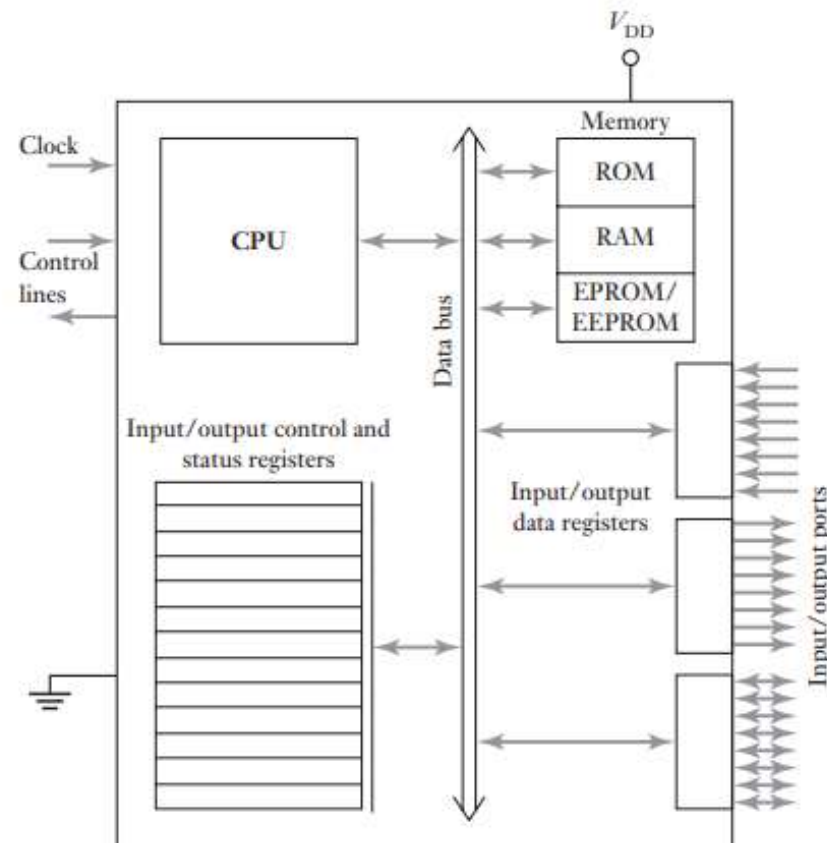 V_DD
Memory
Clock
ROM
CPU
RAM
Control
lines
EPROM/
EEPROM
Data bus
Input/output control and
status registers
Input/output
data registers
Input/output ports